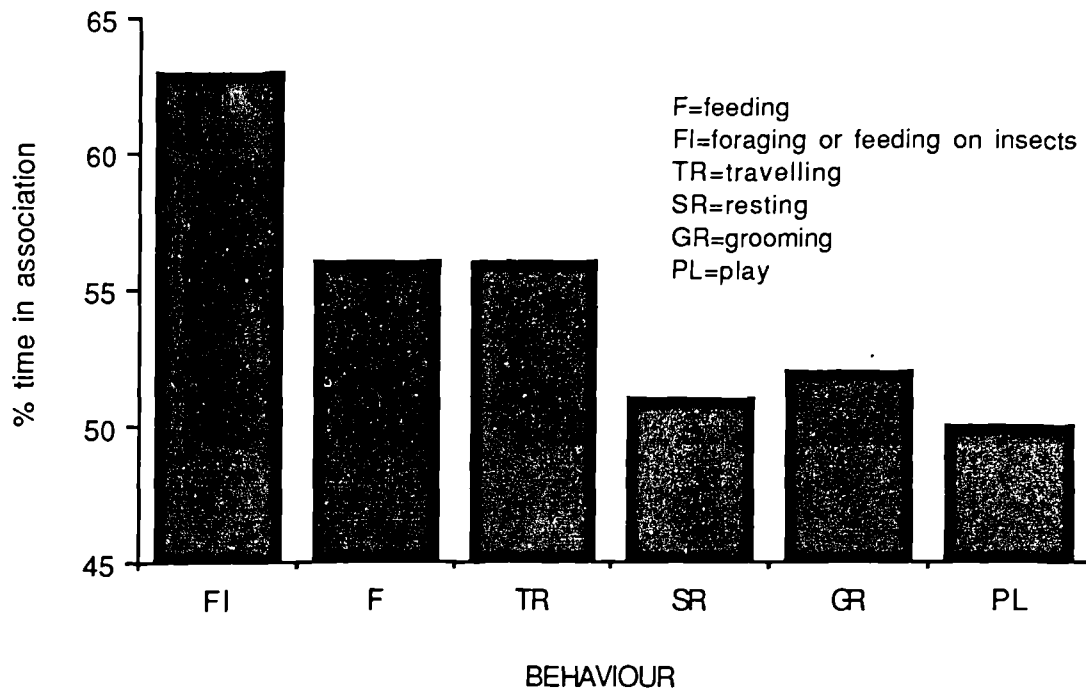 65
60
55
50
45
% time in association
F=feeding
FI=foraging or feeding on insects
TR=travelling
SR=resting
GR=grooming
PL=play
FI F TR SR GR PL
BEHAVIOUR